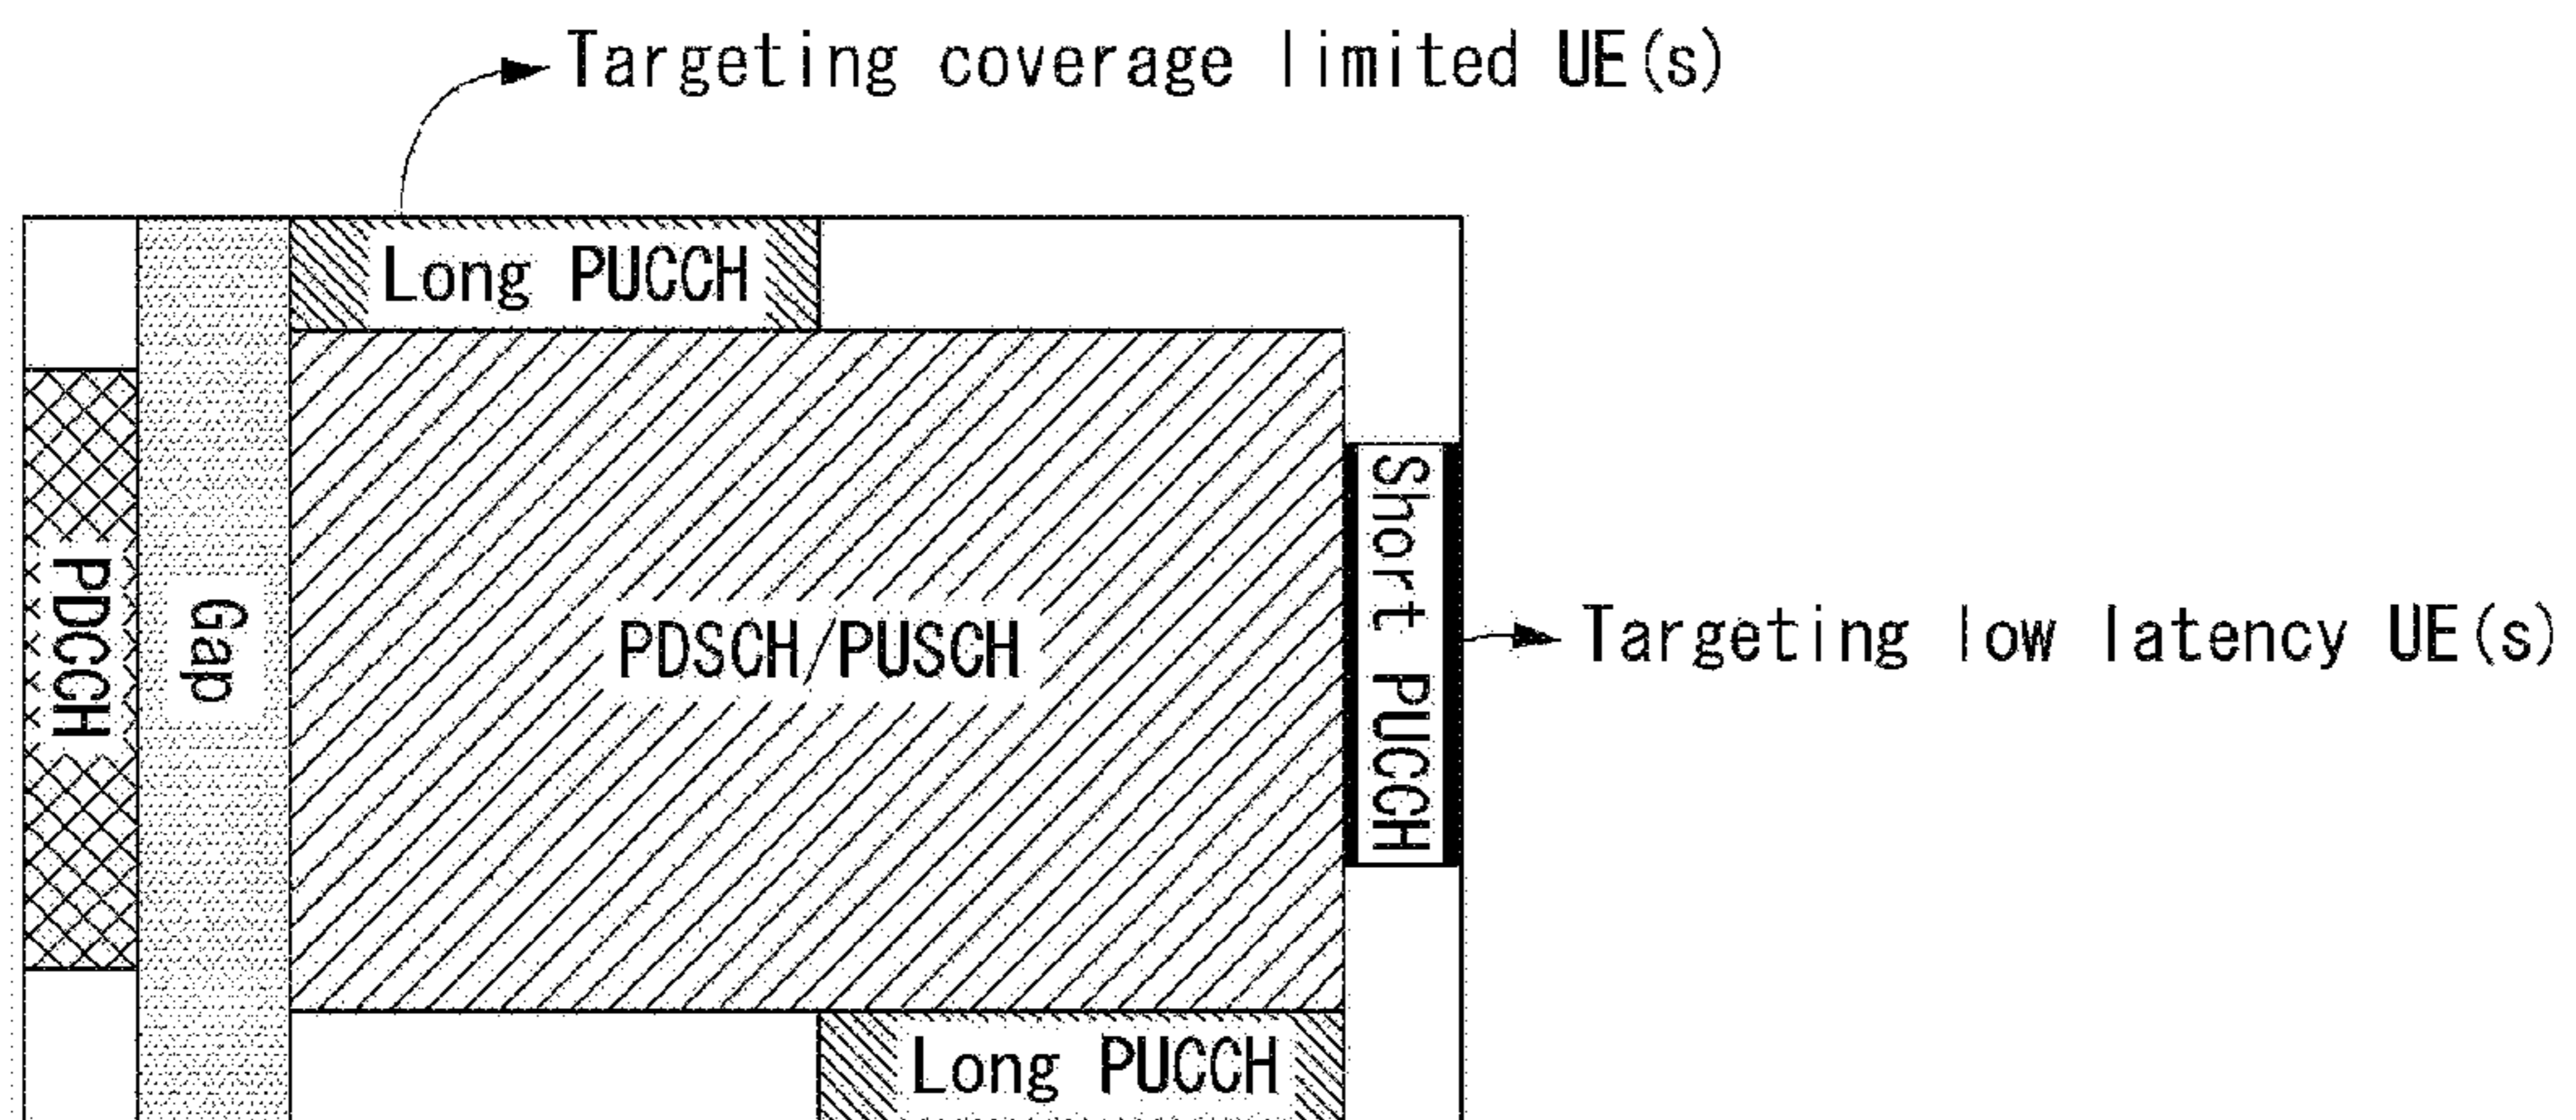 Targeting coverage limited UE(s)
Long PUCCH
PDCCH
Gap
PDSCH/PUSCH
Short PUCCH
Targeting low latency UE(s)
Long PUCCH